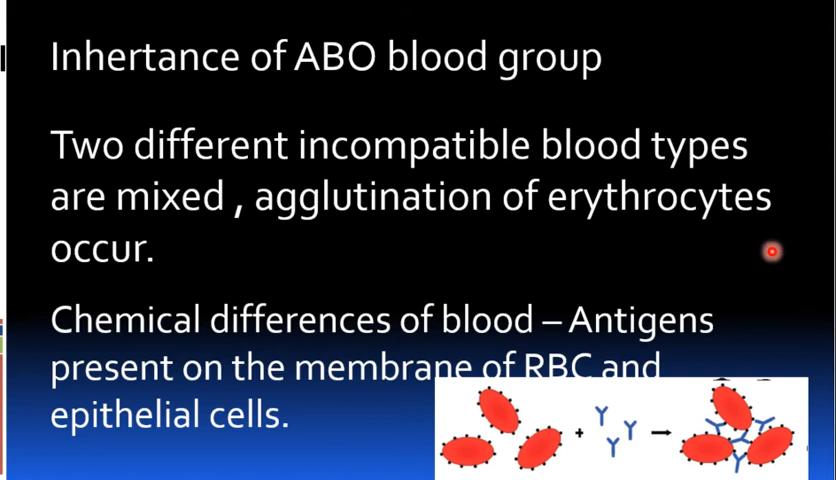 Inhertance of ABO blood group
Two different incompatible blood types
are mixed , agglutination of erythrocytes
occur.
Chemical differences of blood – Antigens
present on the membrane of RBC and
epithelial cells.
+